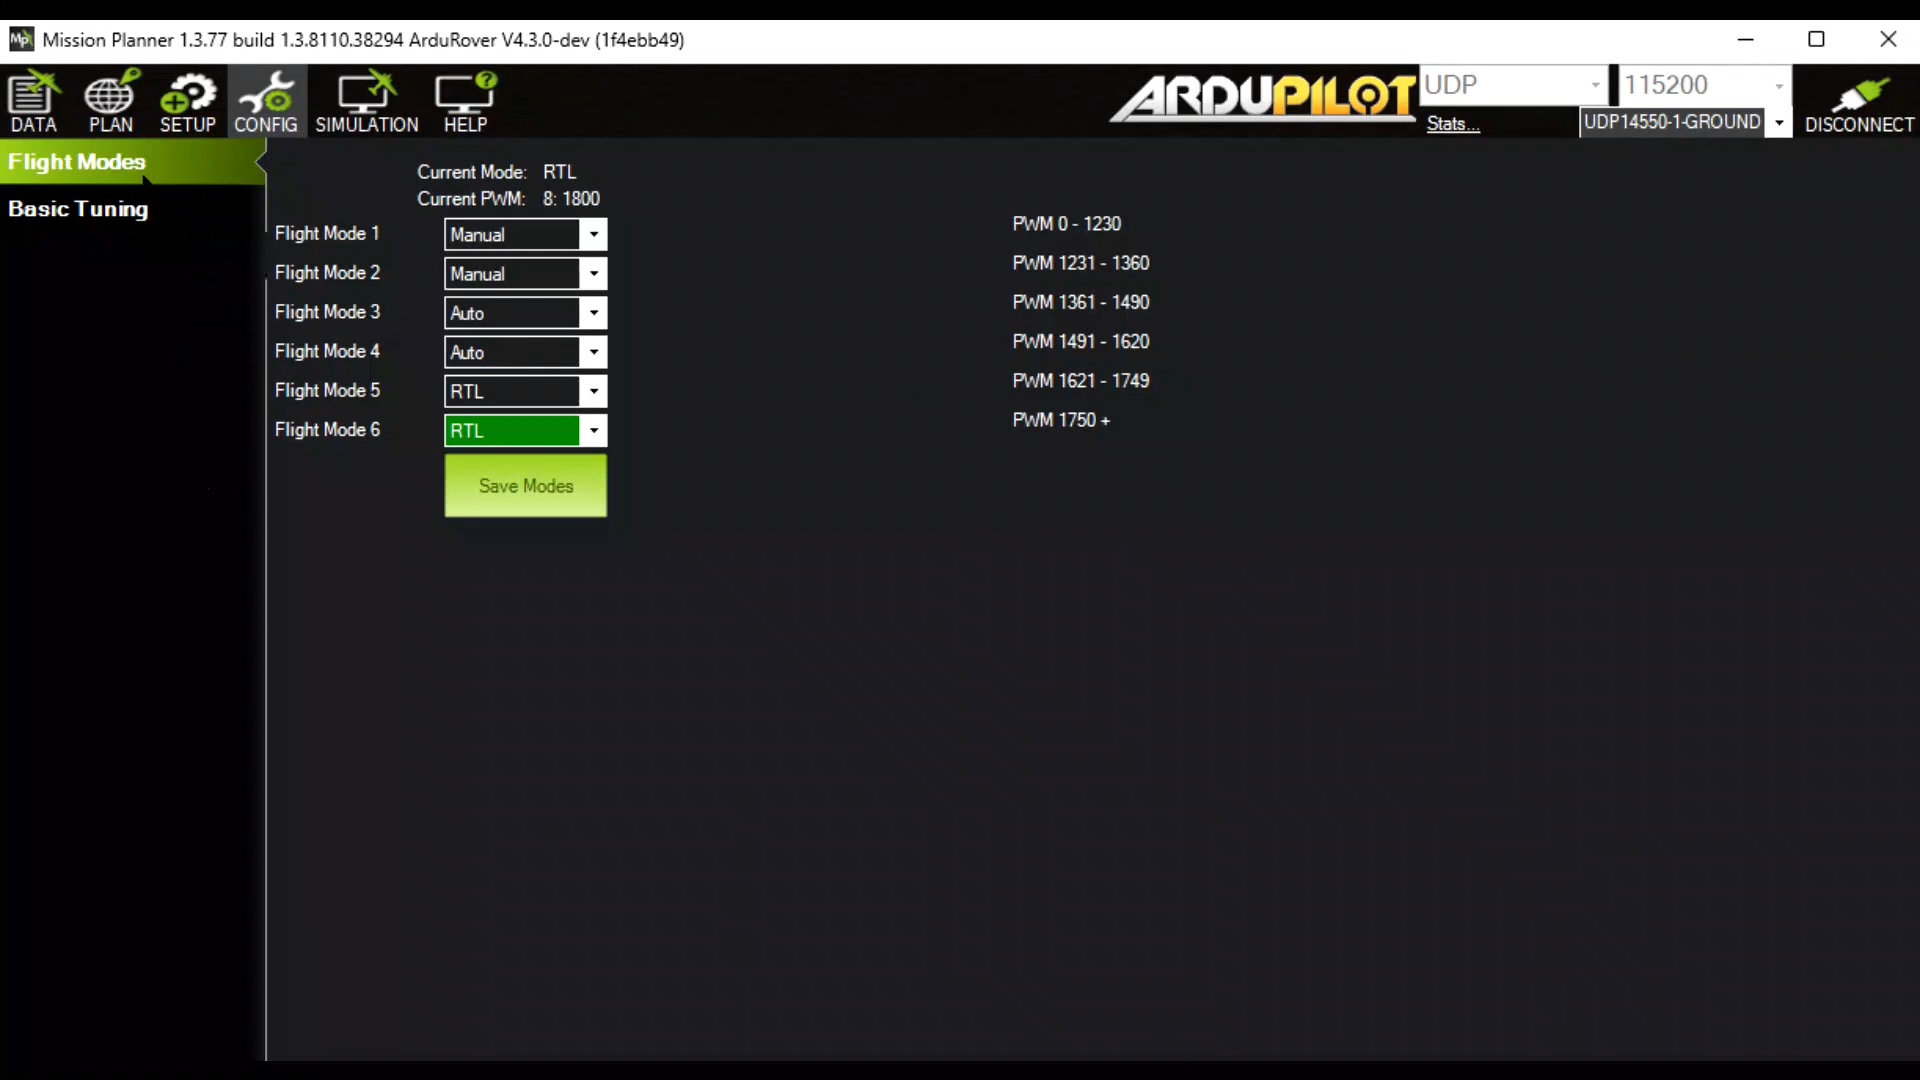 Mission Planner 1.3.77 build 1.3.8110.38294 ArduRover V4.3.0-dev (1f4ebb49)
DATA PLAN SETUP CONFIG SIMULATION HELP
ARDUPILOT
UDP 115200
Stats... UDP14550-1-GROUND DISCONNECT
Flight Modes
Basic Tuning
Current Mode: RTL
Current PWM: 8: 1800
Flight Mode 1 Manual PWM 0 - 1230
Flight Mode 2 Manual PWM 1231 - 1360
Flight Mode 3 Auto PWM 1361 - 1490
Flight Mode 4 Auto PWM 1491 - 1620
Flight Mode 5 RTL PWM 1621 - 1749
Flight Mode 6 RTL PWM 1750 +
Save Modes